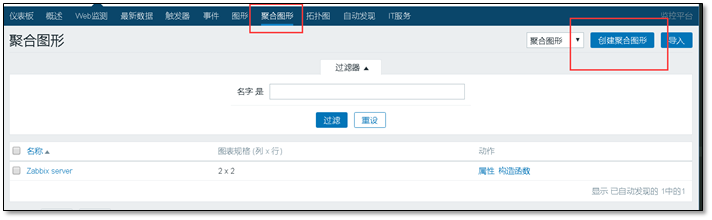 仪表板 概述 Web监测 最新数据 触发器 事件 图形 聚合图形 拓扑图 自动发现 IT服务 监控平台
聚合图形 聚合图形 ▼ 创建聚合图形 导入
过滤器 ▲
名字 是
过滤 重设
名称 ▲ 图表规格 (列 x 行) 动作
Zabbix server 2 x 2 属性 构造函数
显示 已自动发现的 1中的1